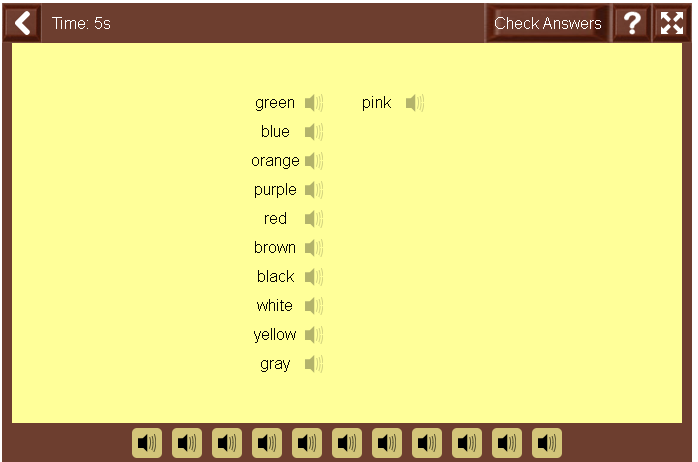 Time: 5s
Check Answers
?
green pink
blue
orange
purple
red
brown
black
white
yellow
gray